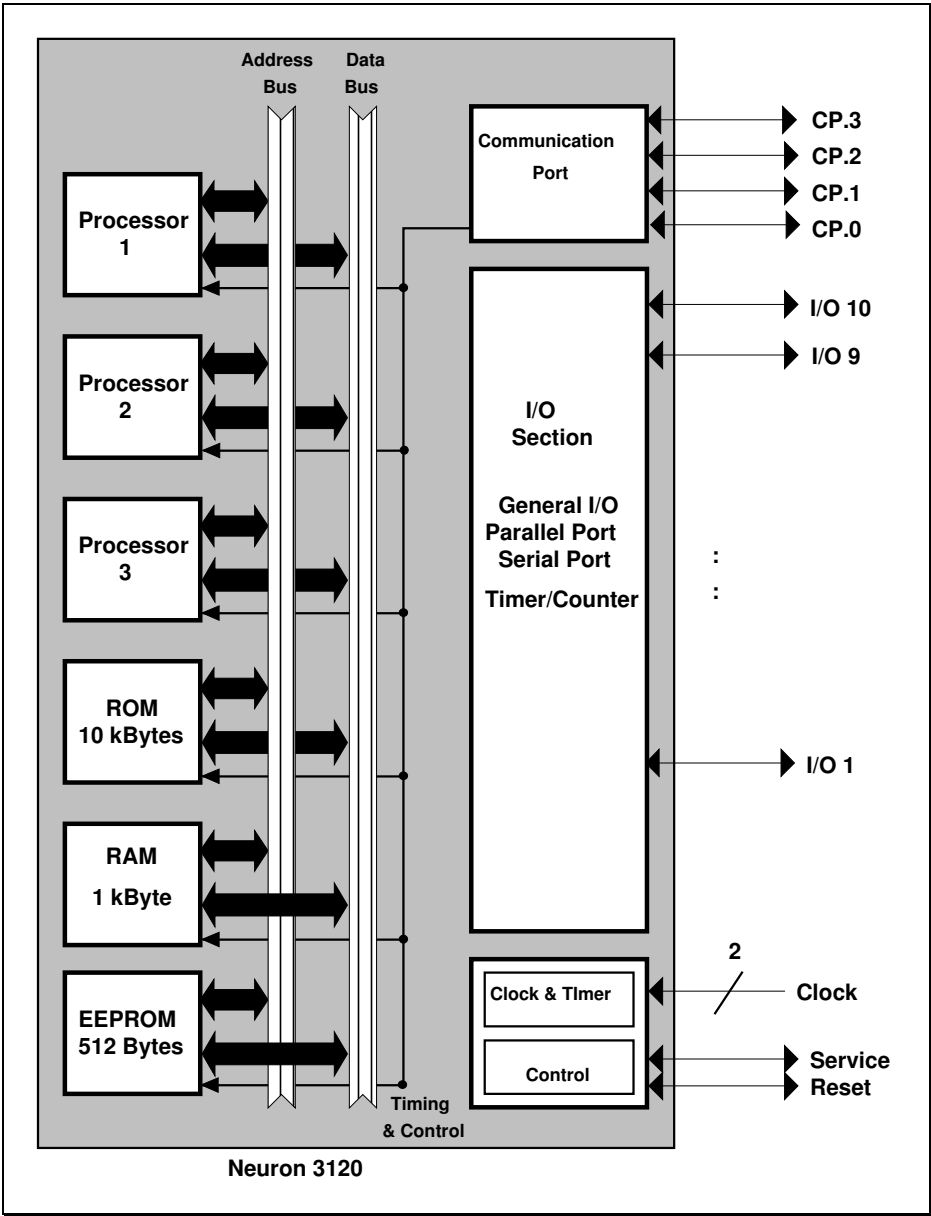 Address Bus
Data Bus
Processor
1
Processor
2
Processor
3
ROM
10 kBytes
RAM
1 kByte
EEPROM
512 Bytes
Timing
& Control
Communication
Port
I/O
Section
General I/O
Parallel Port
Serial Port
Timer/Counter
Clock & TImer
Control
CP.3
CP.2
CP.1
CP.0
I/O 10
I/O 9
:
:
I/O 1
2
Clock
Service
Reset
Neuron 3120